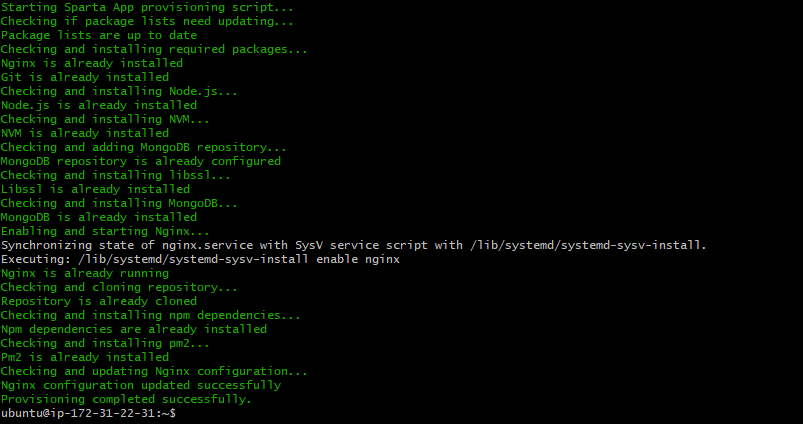 Starting Sparta App provisioning script...
Checking if package lists need updating...
Package lists are up to date
Checking and installing required packages...
Nginx is already installed
Git is already installed
Checking and installing Node.js...
Node.js is already installed
Checking and installing NVM...
NVM is already installed
Checking and adding MongoDB repository...
MongoDB repository is already configured
Checking and installing libssl...
Libssl is already installed
Checking and installing MongoDB...
MongoDB is already installed
Enabling and starting Nginx...
Synchronizing state of nginx.service with SysV service script with /lib/systemd/systemd-sysv-install.
Executing: /lib/systemd/systemd-sysv-install enable nginx
Nginx is already running
Checking and cloning repository...
Repository is already cloned
Checking and installing npm dependencies...
Npm dependencies are already installed
Checking and installing pm2...
Pm2 is already installed
Checking and updating Nginx configuration...
Nginx configuration updated successfully
Provisioning completed successfully.
ubuntu@ip-172-31-22-31:~$